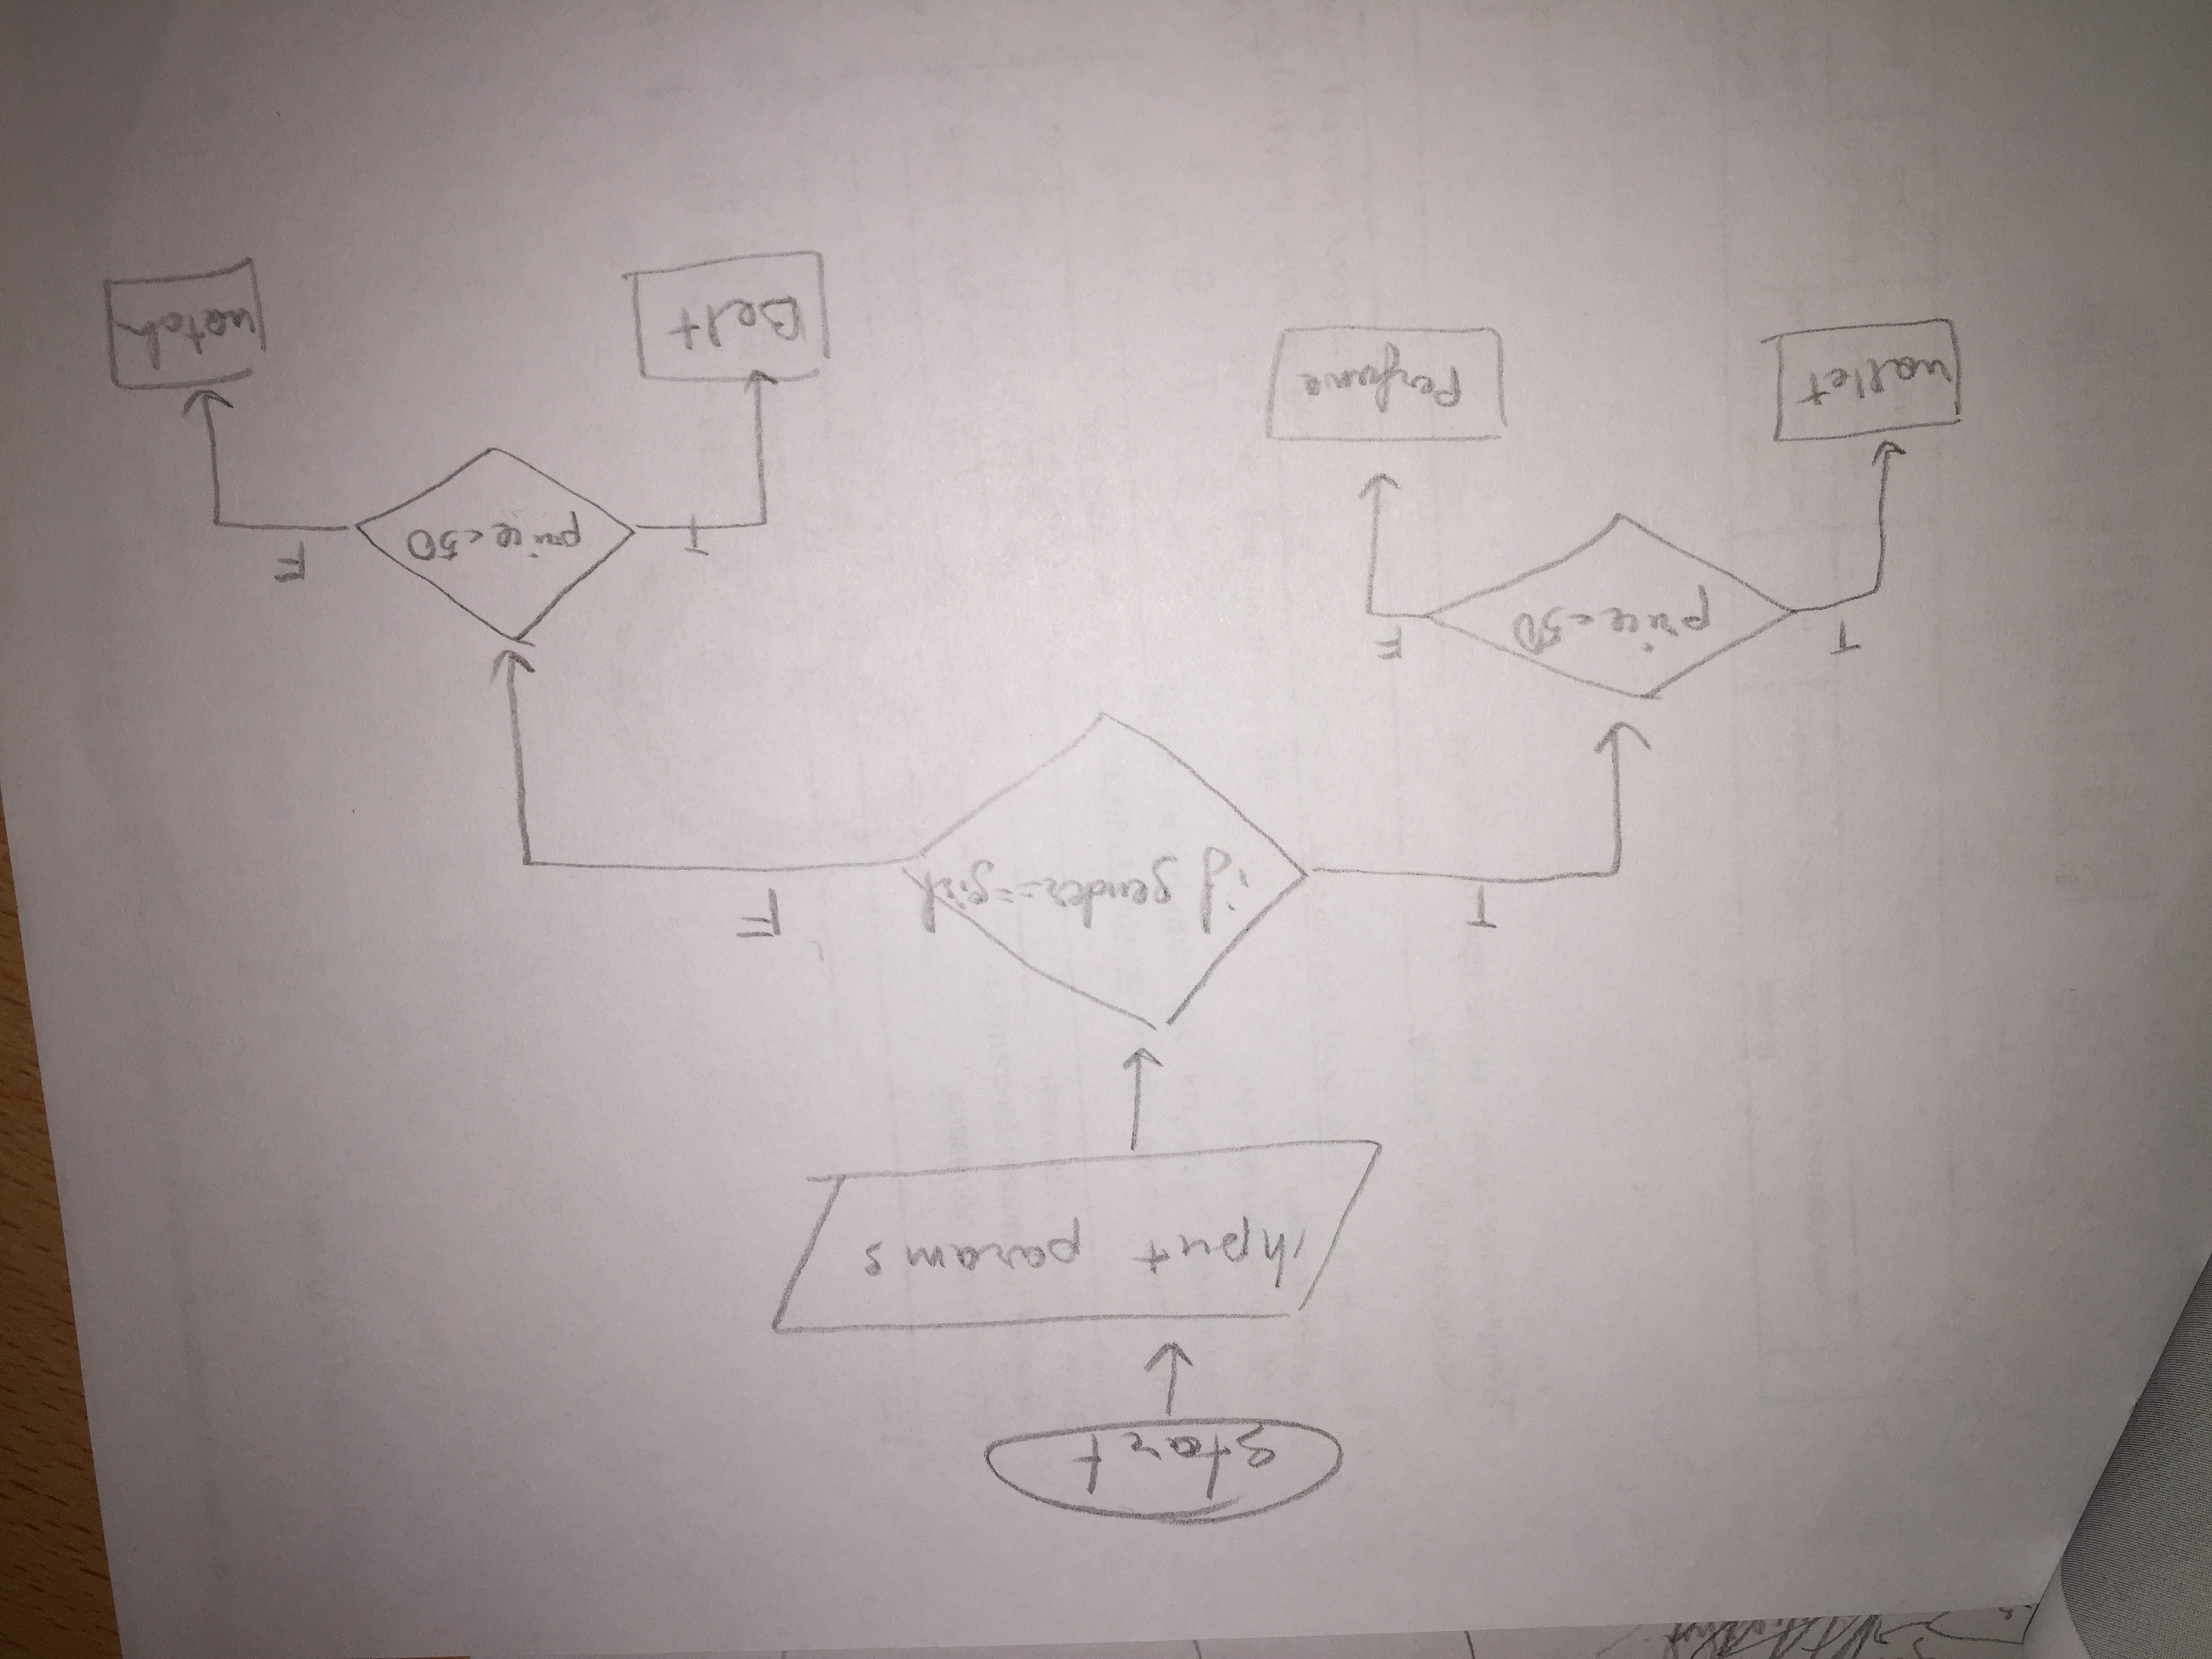 start
input params
if gender==girl
T
F
price<50
T
F
price<50
T
F
wallet
Perfume
Belt
watch